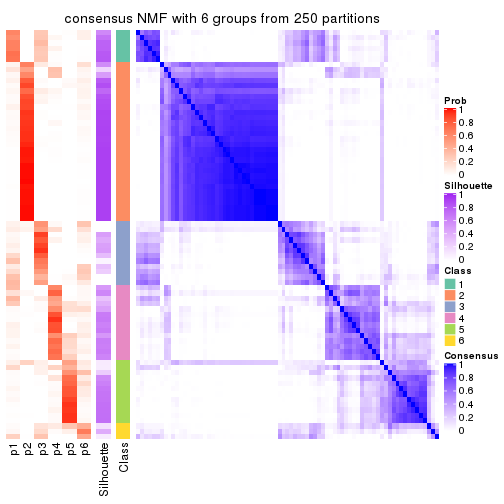 consensus NMF with 6 groups from 250 partitions
Prob
1
0.8
0.6
0.4
0.2
0
Silhouette
1
0.8
0.6
0.4
0.2
0
Class
1
2
3
4
5
6
Consensus
1
0.8
0.6
0.4
0.2
0
p1
p2
p3
p4
p5
p6
Silhouette
Class